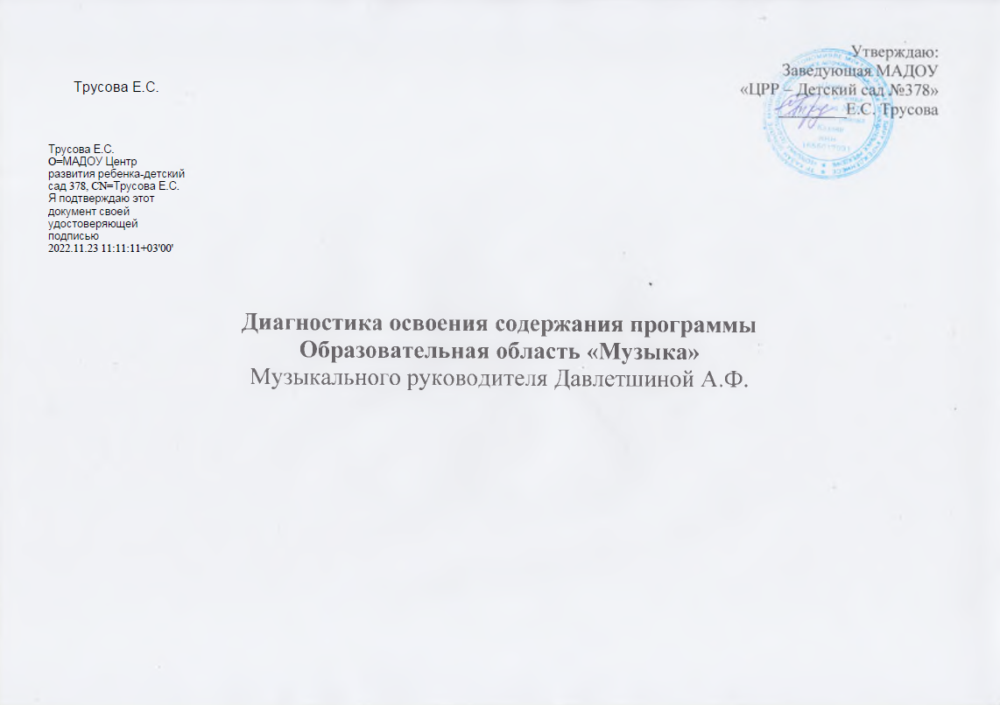 Трусова Е.С.
Трусова Е.С.
O=МАДОУ Центр
развития ребенка-детский
сад 378, CN=Трусова Е.С.
Я подтверждаю этот
документ своей
удостоверяющей
подписью
2022.11.23 11:11:11+03'00'
Утверждаю:
Заведующая МАДОУ
«ЦРР – Детский сад №378»
________Е.С. Трусова
Диагностика освоения содержания программы
Образовательная область «Музыка»
Музыкального руководителя Давлетшиной А.Ф.